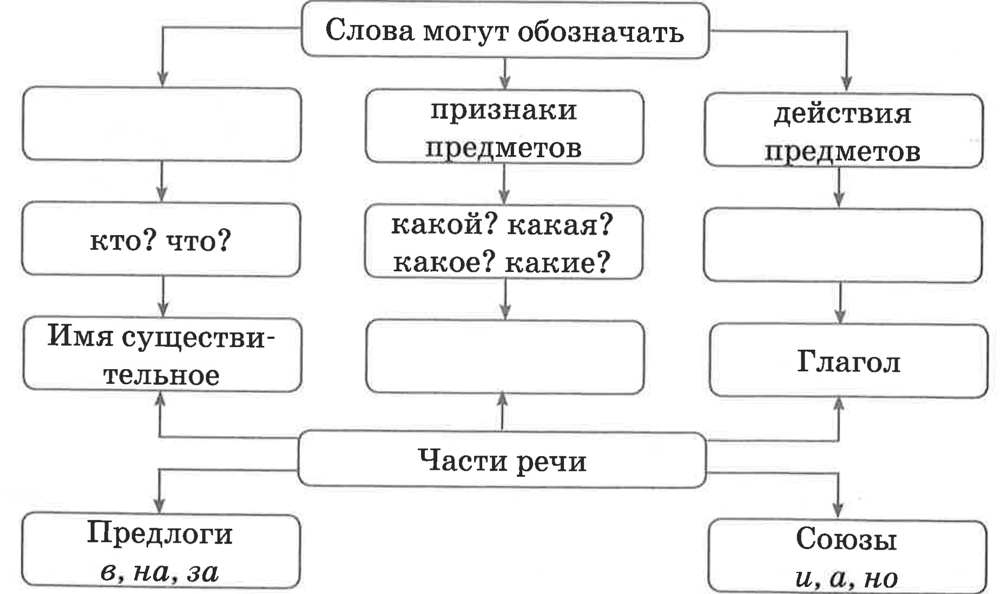 Слова могут обозначать
признаки
предметов
действия
предметов
кто? что?
какой? какая?
какое? какие?
Имя существи-
тельное
Глагол
Части речи
Предлоги
в, на, за
Союзы
и, а, но